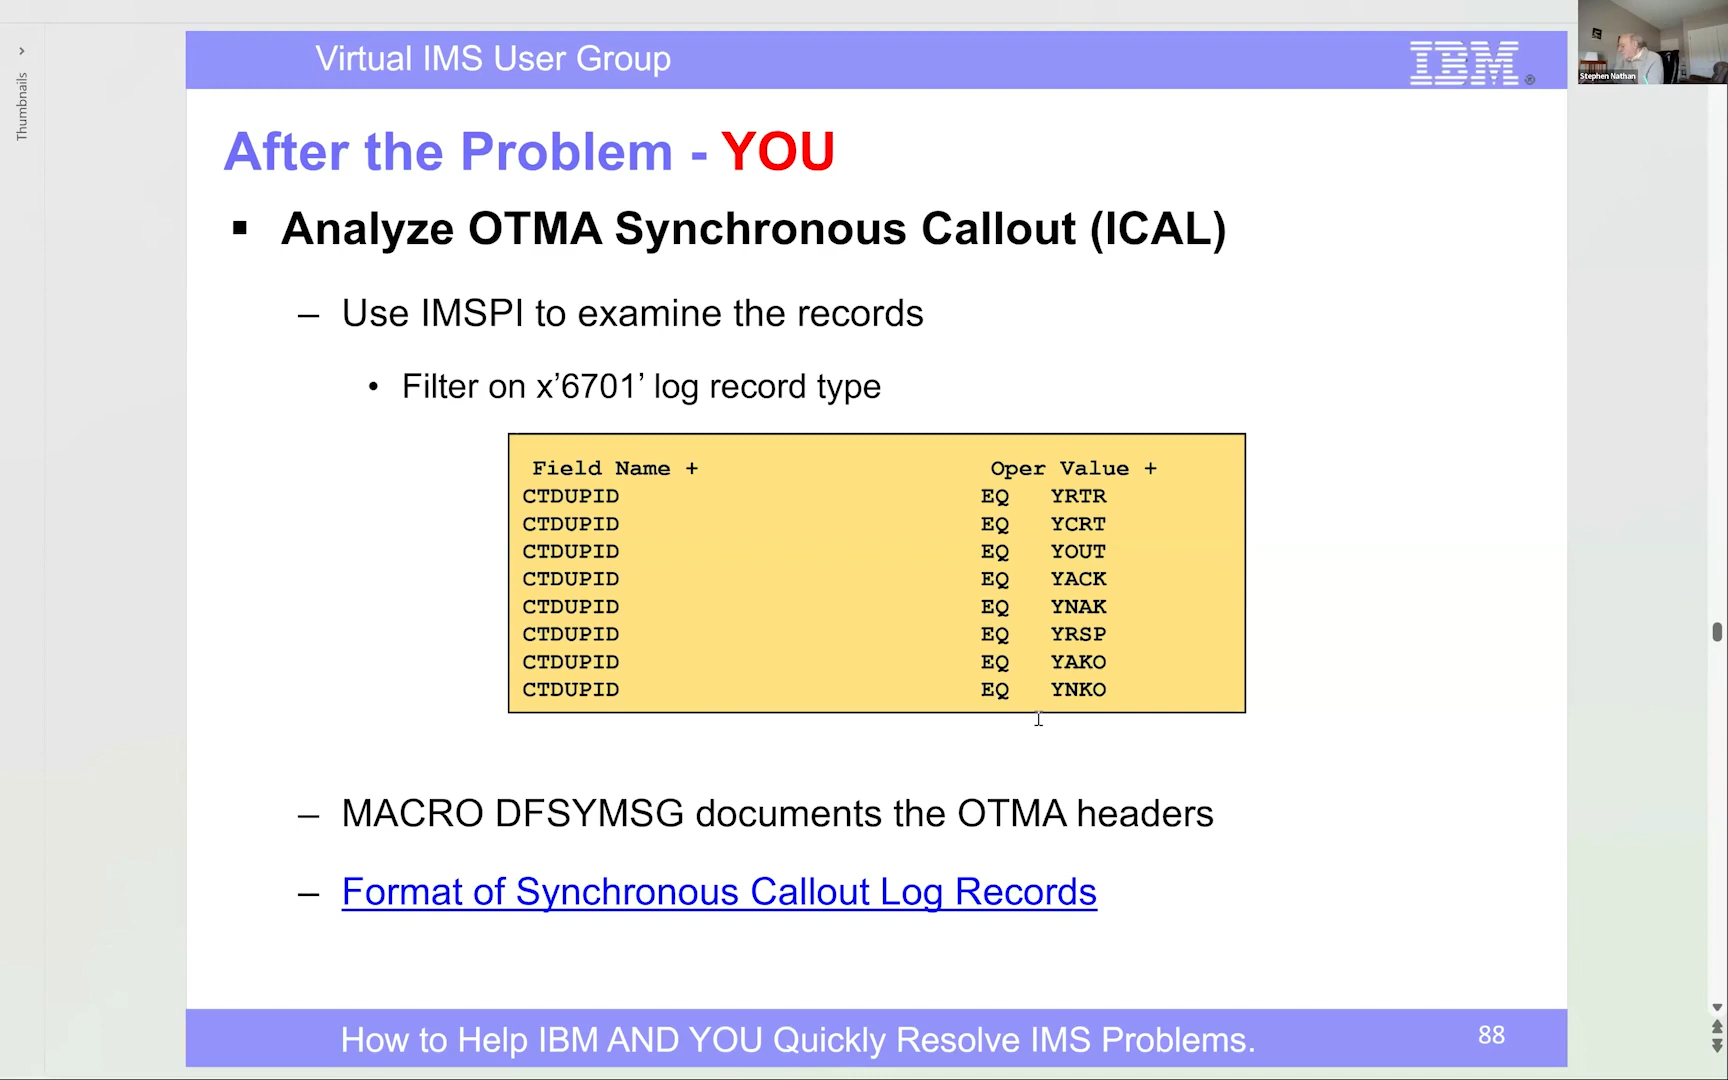 Thumbnails
Virtual IMS User Group
IBM®
Stephen Nathan
After the Problem - YOU
▪ Analyze OTMA Synchronous Callout (ICAL)
– Use IMSPI to examine the records
• Filter on x’6701’ log record type
Field Name + Oper Value +
CTDUPID EQ YRTR
CTDUPID EQ YCRT
CTDUPID EQ YOUT
CTDUPID EQ YACK
CTDUPID EQ YNAK
CTDUPID EQ YRSP
CTDUPID EQ YAKO
CTDUPID EQ YNKO
– MACRO DFSYMSG documents the OTMA headers
– Format of Synchronous Callout Log Records
How to Help IBM AND YOU Quickly Resolve IMS Problems. 88